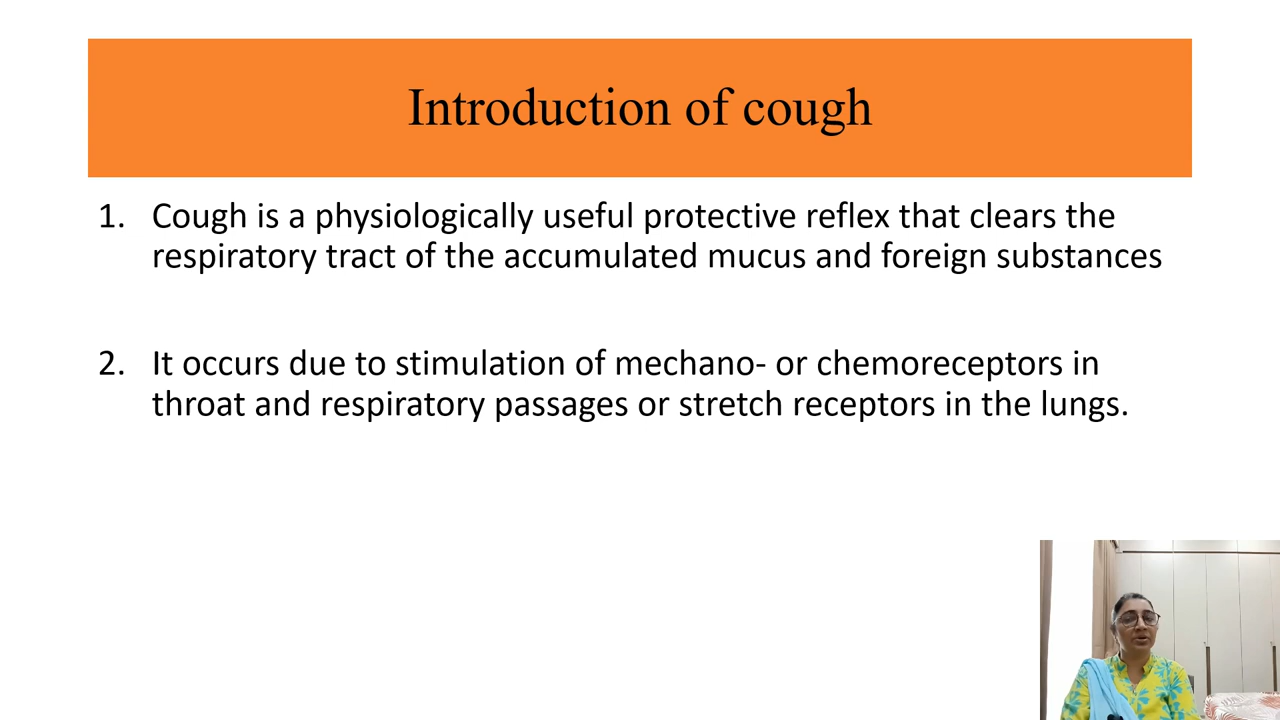 Introduction of cough
1. Cough is a physiologically useful protective reflex that clears the
respiratory tract of the accumulated mucus and foreign substances
2. It occurs due to stimulation of mechano- or chemoreceptors in
throat and respiratory passages or stretch receptors in the lungs.